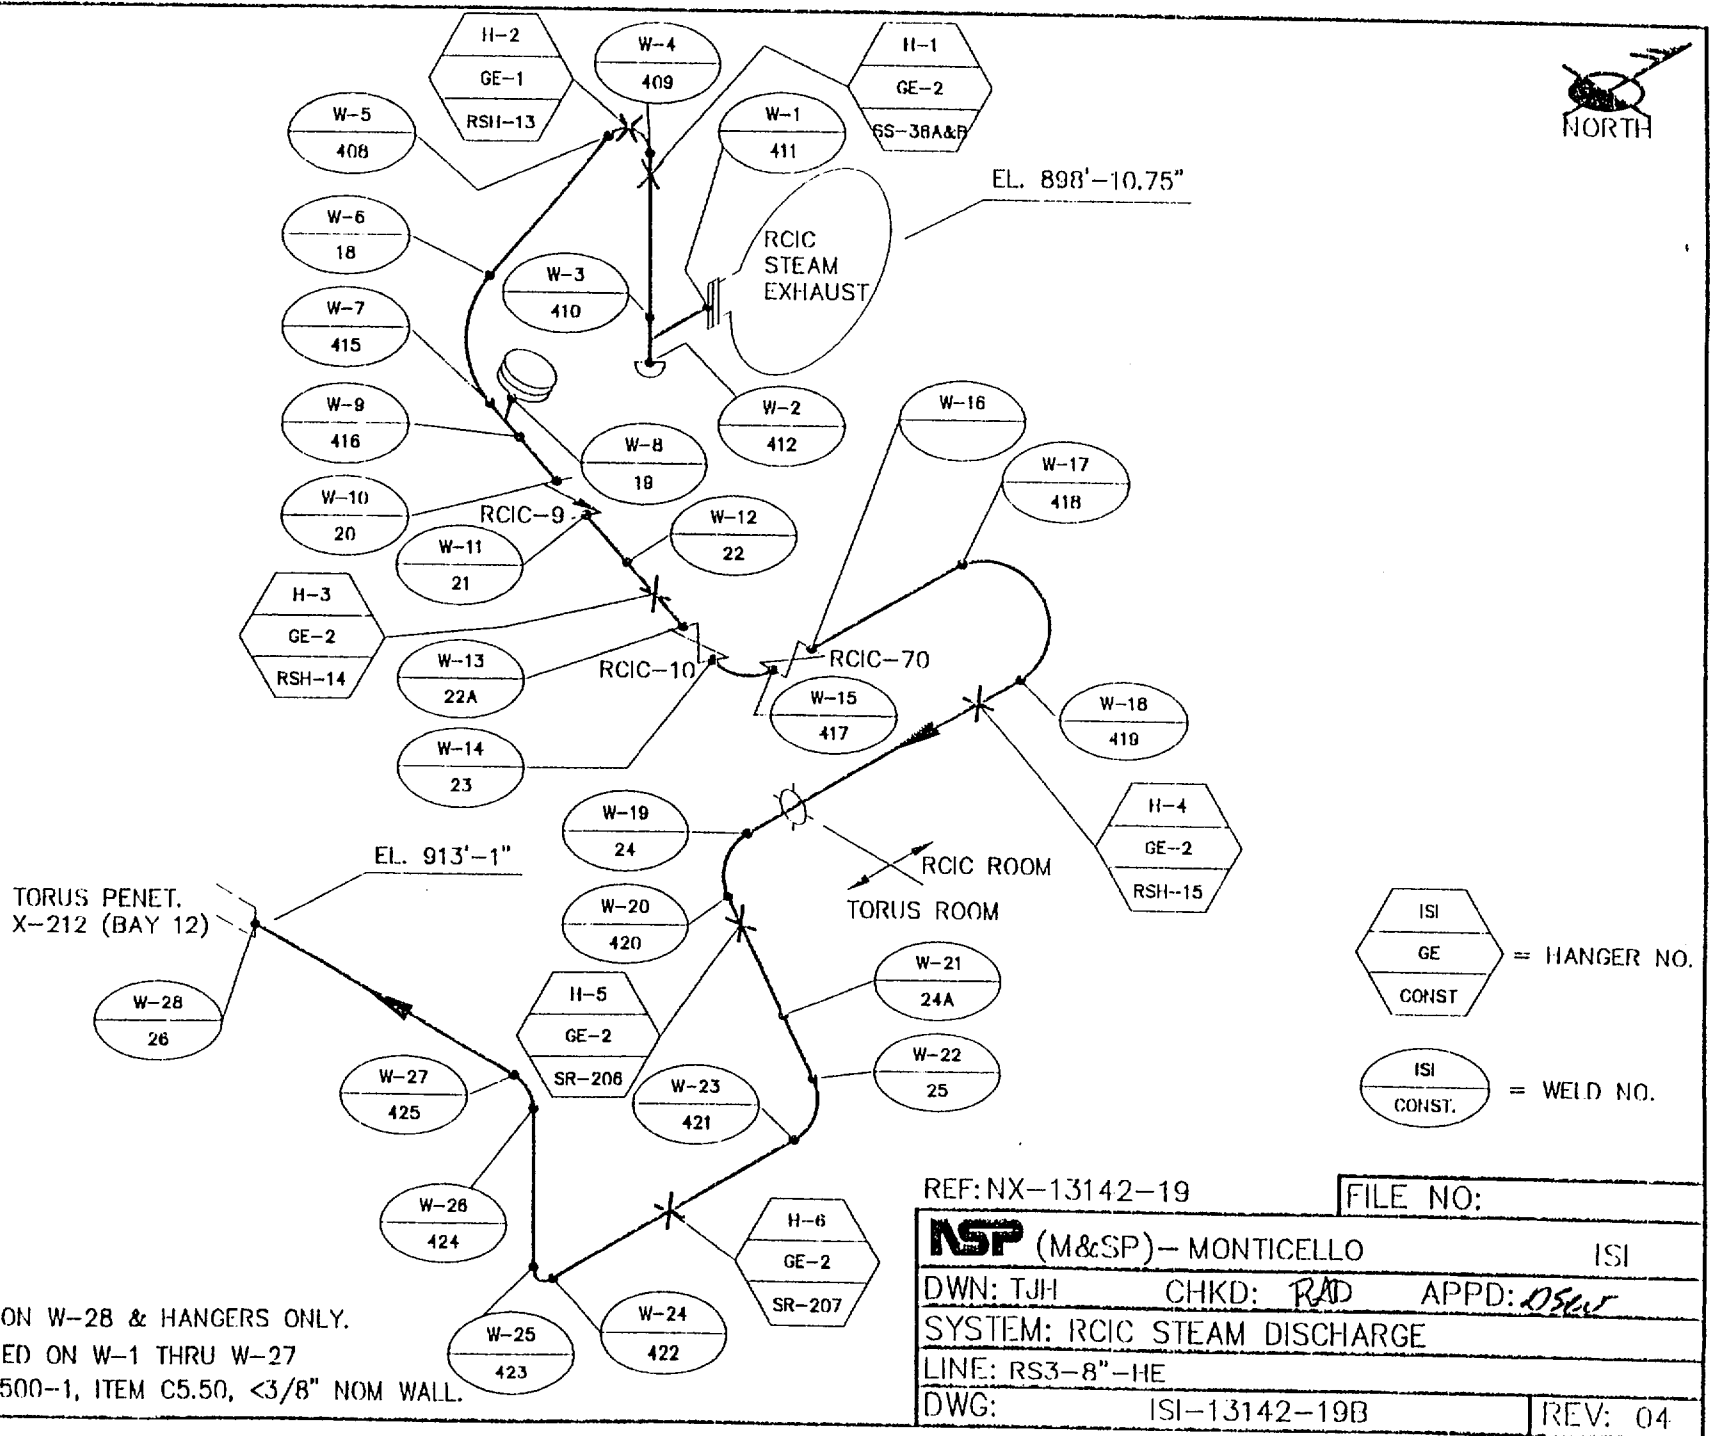 H-2
GE-1
RSH-13
W-4
409
H-1
GE-2
SS-38A&B
W-5
408
W-1
411
NORTH
EL. 898'-10.75"
W-6
18
RCIC
STEAM
EXHAUST
W-3
410
W-7
415
W-9
416
W-2
412
W-16
W-8
19
W-17
418
W-10
20
RCIC-9
W-12
22
W-11
21
H-3
GE-2
RSH-14
W-13
22A
RCIC-10
RCIC-70
W-15
417
W-18
419
W-14
23
H-4
GE-2
RSH-15
W-19
24
EL. 913'-1"
RCIC ROOM
TORUS ROOM
TORUS PENET.
X-212 (BAY 12)
W-20
420
W-21
24A
ISI
GE
CONST
= HANGER NO.
W-28
26
H-5
GE-2
SR-206
W-22
25
W-27
425
W-23
421
ISI
CONST.
= WELD NO.
W-26
424
H-6
GE-2
SR-207
W-25
423
W-24
422
ON W-28 & HANGERS ONLY.
ED ON W-1 THRU W-27
500-1, ITEM C5.50, <3/8" NOM WALL.
REF: NX-13142-19
FILE NO:
NSP (M&SP)- MONTICELLO ISI
DWN: TJH CHKD: RAD APPD:
SYSTEM: RCIC STEAM DISCHARGE
LINE: RS3-8"-HE
DWG: ISI-13142-19B REV: 04